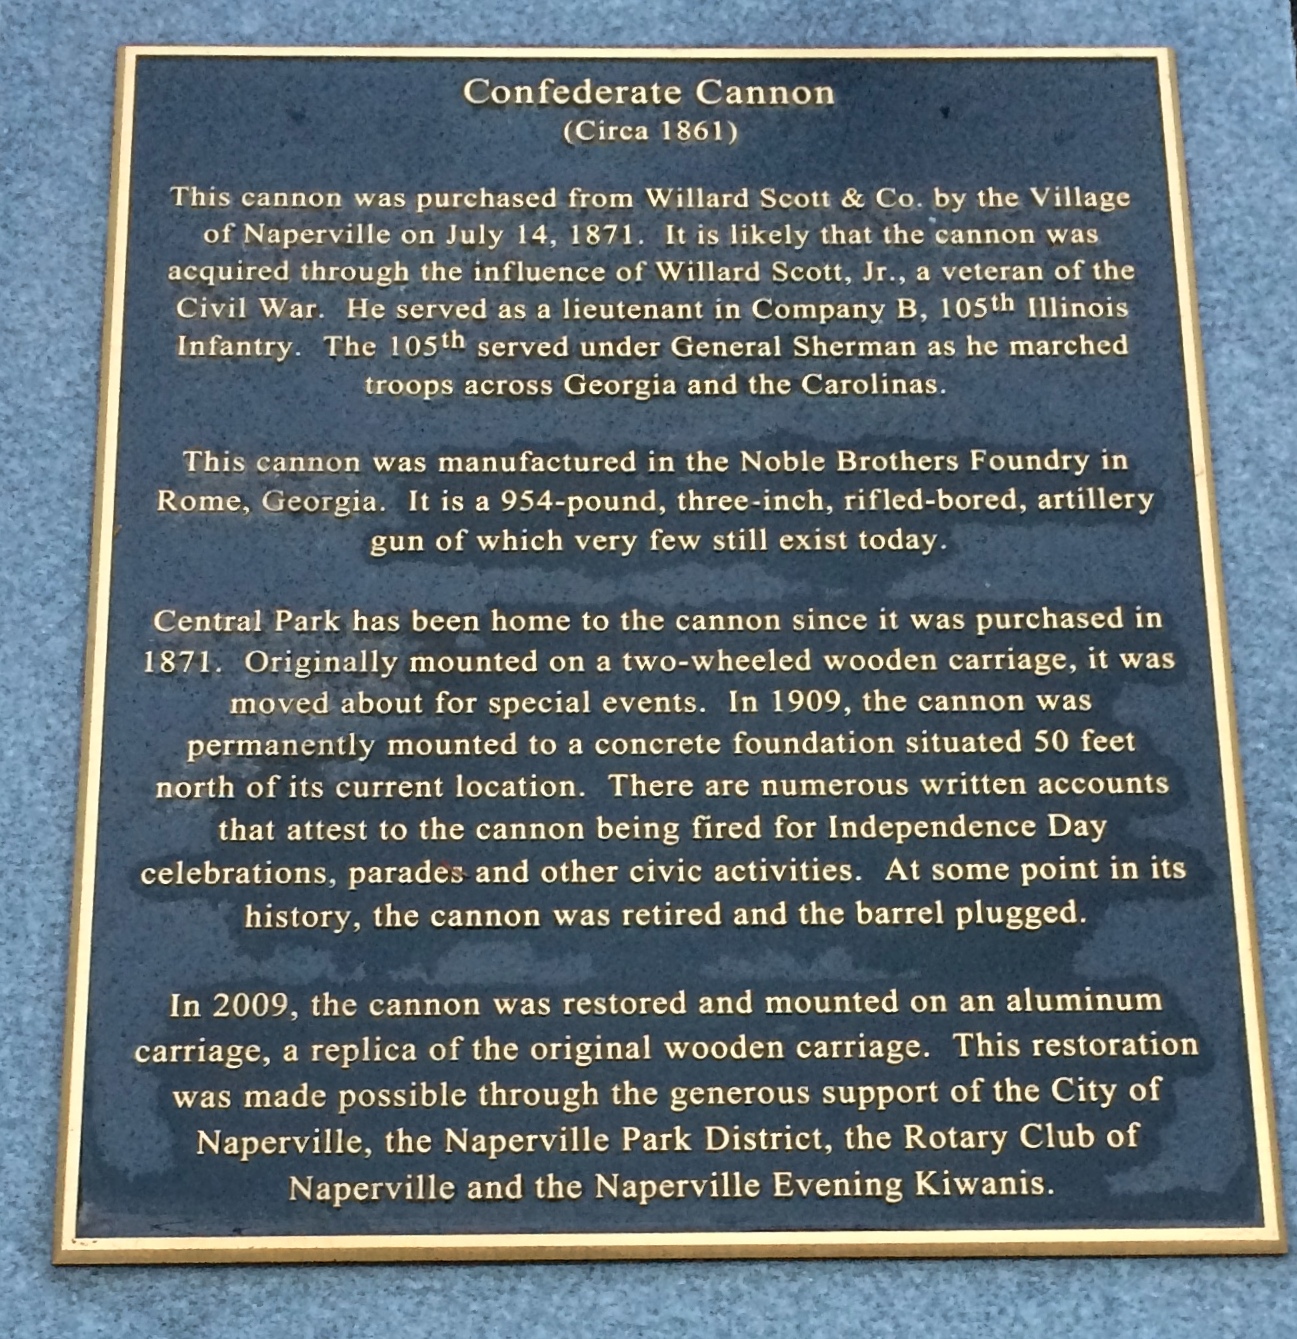 Confederate Cannon
(Circa 1861)
This cannon was purchased from Willard Scott & Co. by the Village
of Naperville on July 14, 1871. It is likely that the cannon was
acquired through the influence of Willard Scott, Jr., a veteran of the
Civil War. He served as a lieutenant in Company B, 105th Illinois
Infantry. The 105th served under General Sherman as he marched
troops across Georgia and the Carolinas.
This cannon was manufactured in the Noble Brothers Foundry in
Rome, Georgia. It is a 954-pound, three-inch, rifled-bored, artillery
gun of which very few still exist today.
Central Park has been home to the cannon since it was purchased in
1871. Originally mounted on a two-wheeled wooden carriage, it was
moved about for special events. In 1909, the cannon was
permanently mounted to a concrete foundation situated 50 feet
north of its current location. There are numerous written accounts
that attest to the cannon being fired for Independence Day
celebrations, parades and other civic activities. At some point in its
history, the cannon was retired and the barrel plugged.
In 2009, the cannon was restored and mounted on an aluminum
carriage, a replica of the original wooden carriage. This restoration
was made possible through the generous support of the City of
Naperville, the Naperville Park District, the Rotary Club of
Naperville and the Naperville Evening Kiwanis.